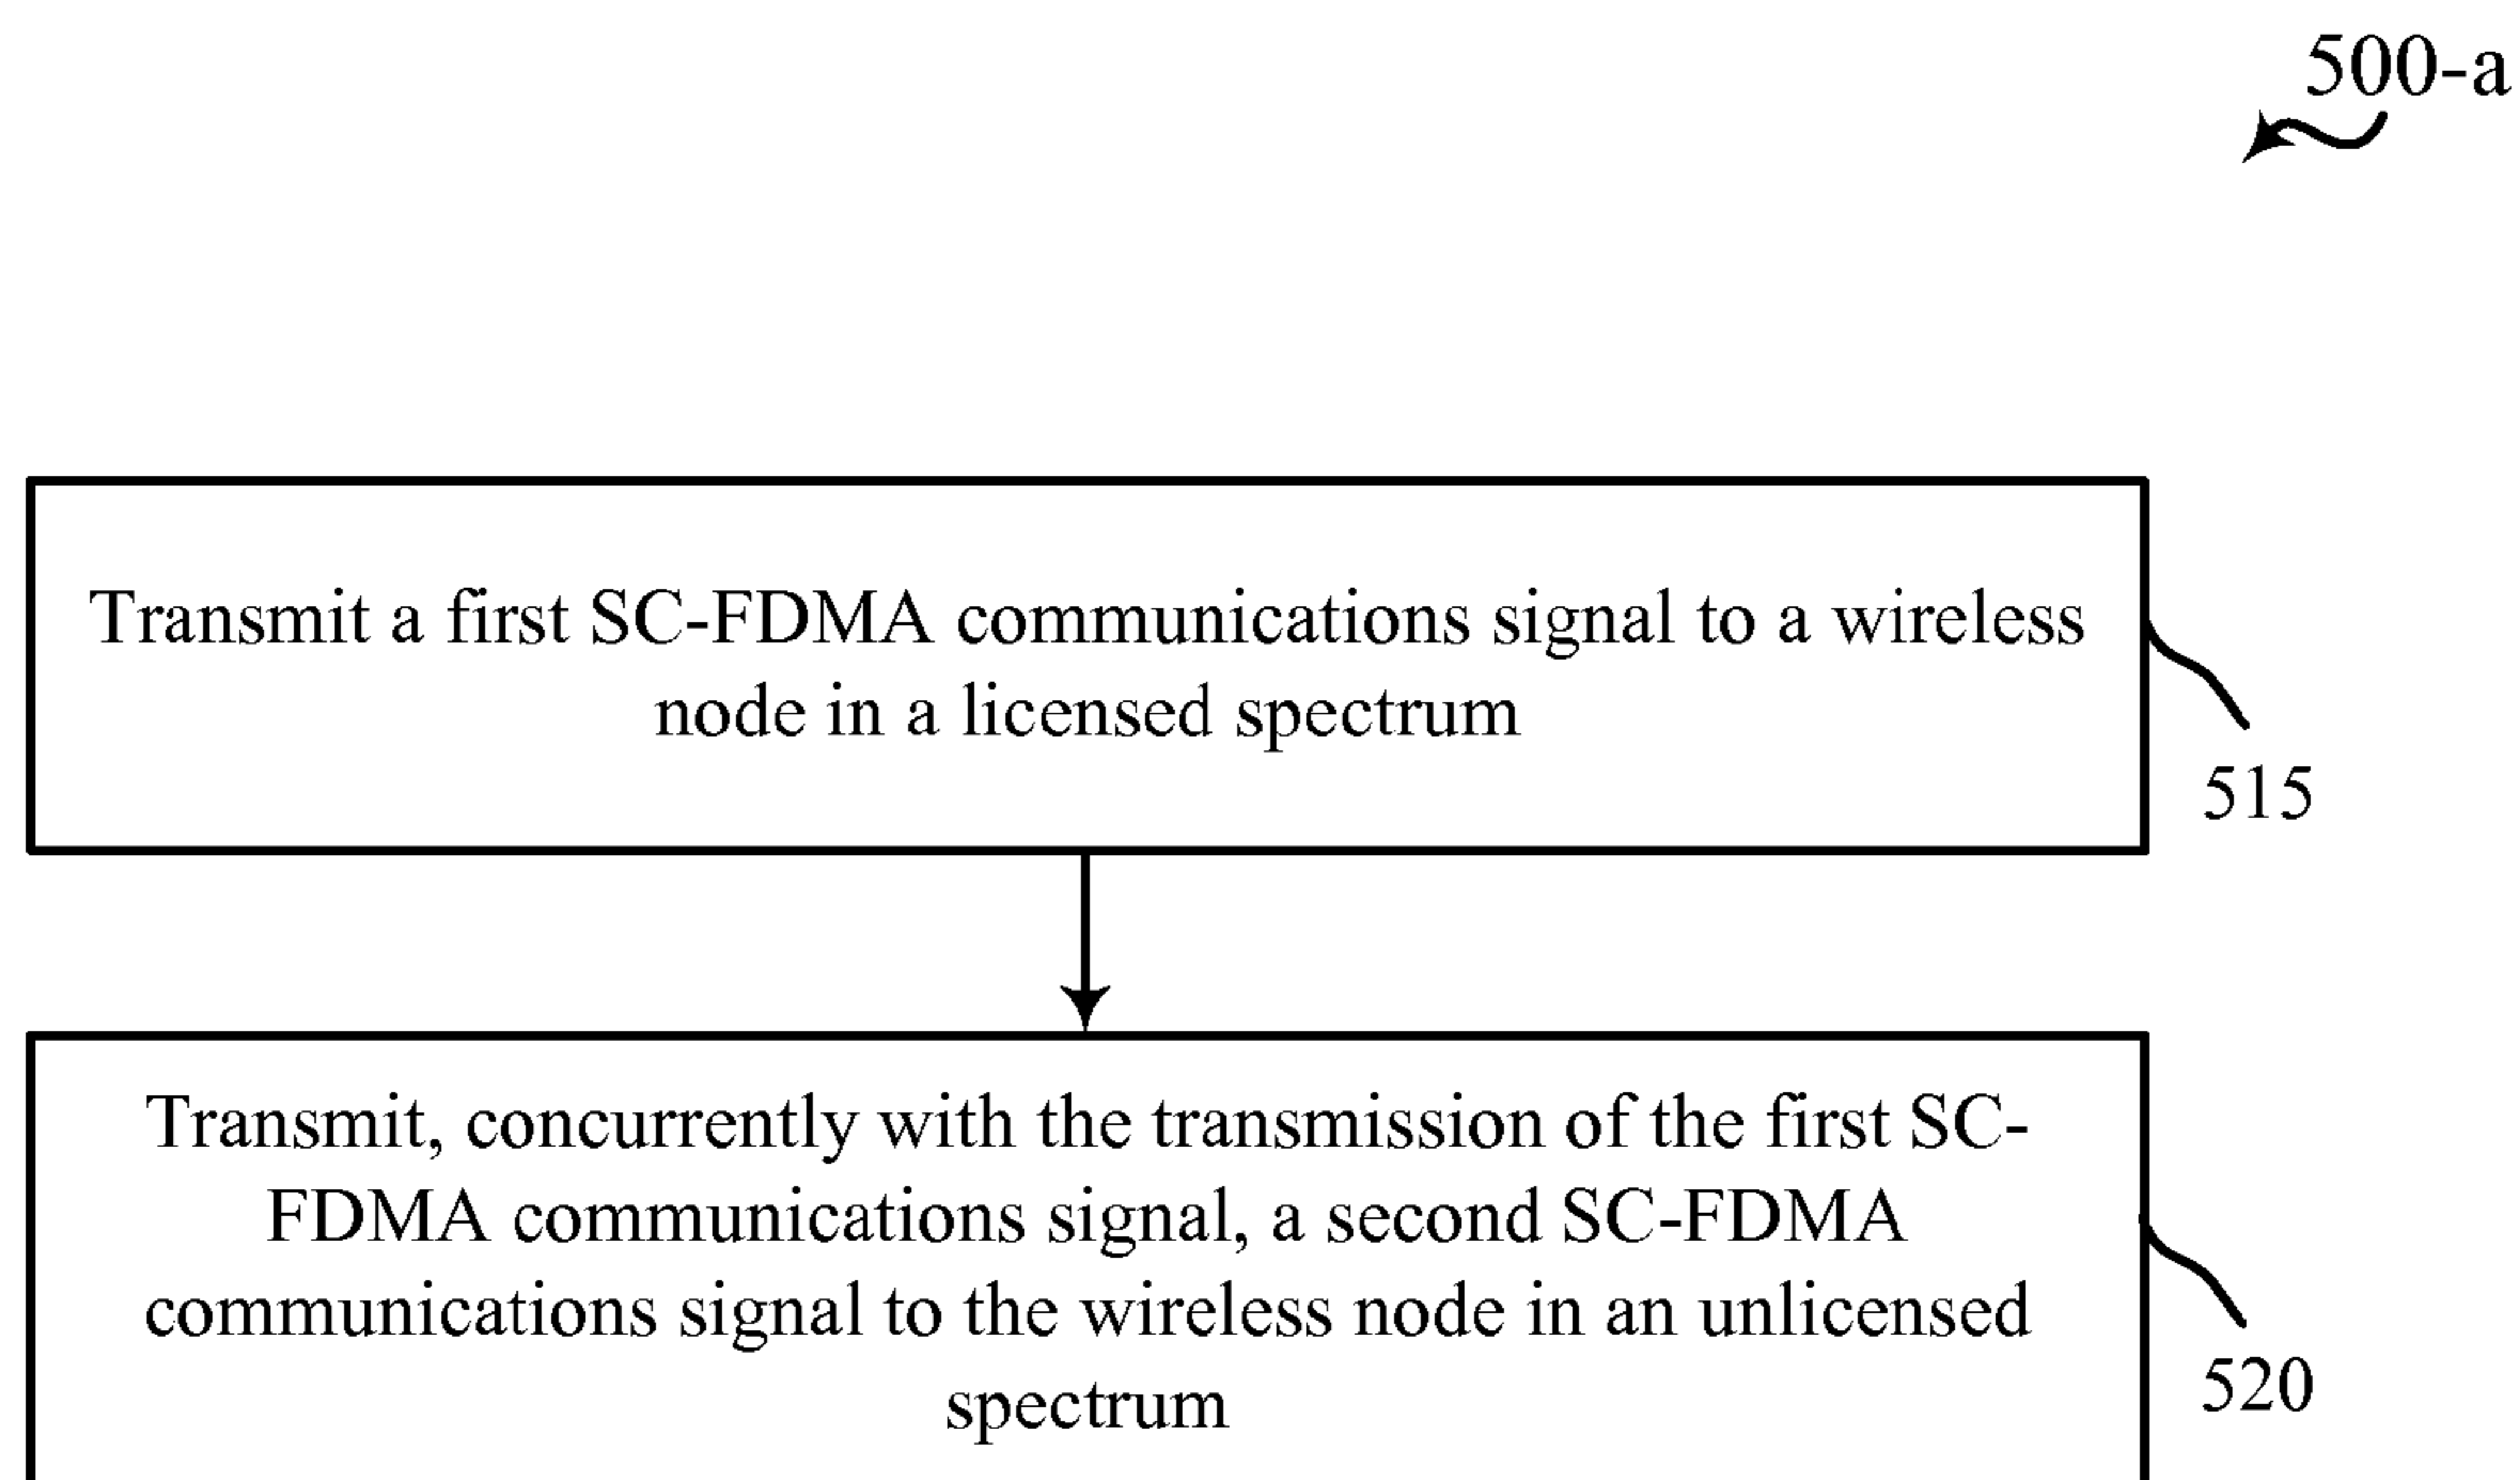 500-a
Transmit a first SC-FDMA communications signal to a wireless
node in a licensed spectrum
515
Transmit, concurrently with the transmission of the first SC-
FDMA communications signal, a second SC-FDMA
communications signal to the wireless node in an unlicensed
spectrum
520